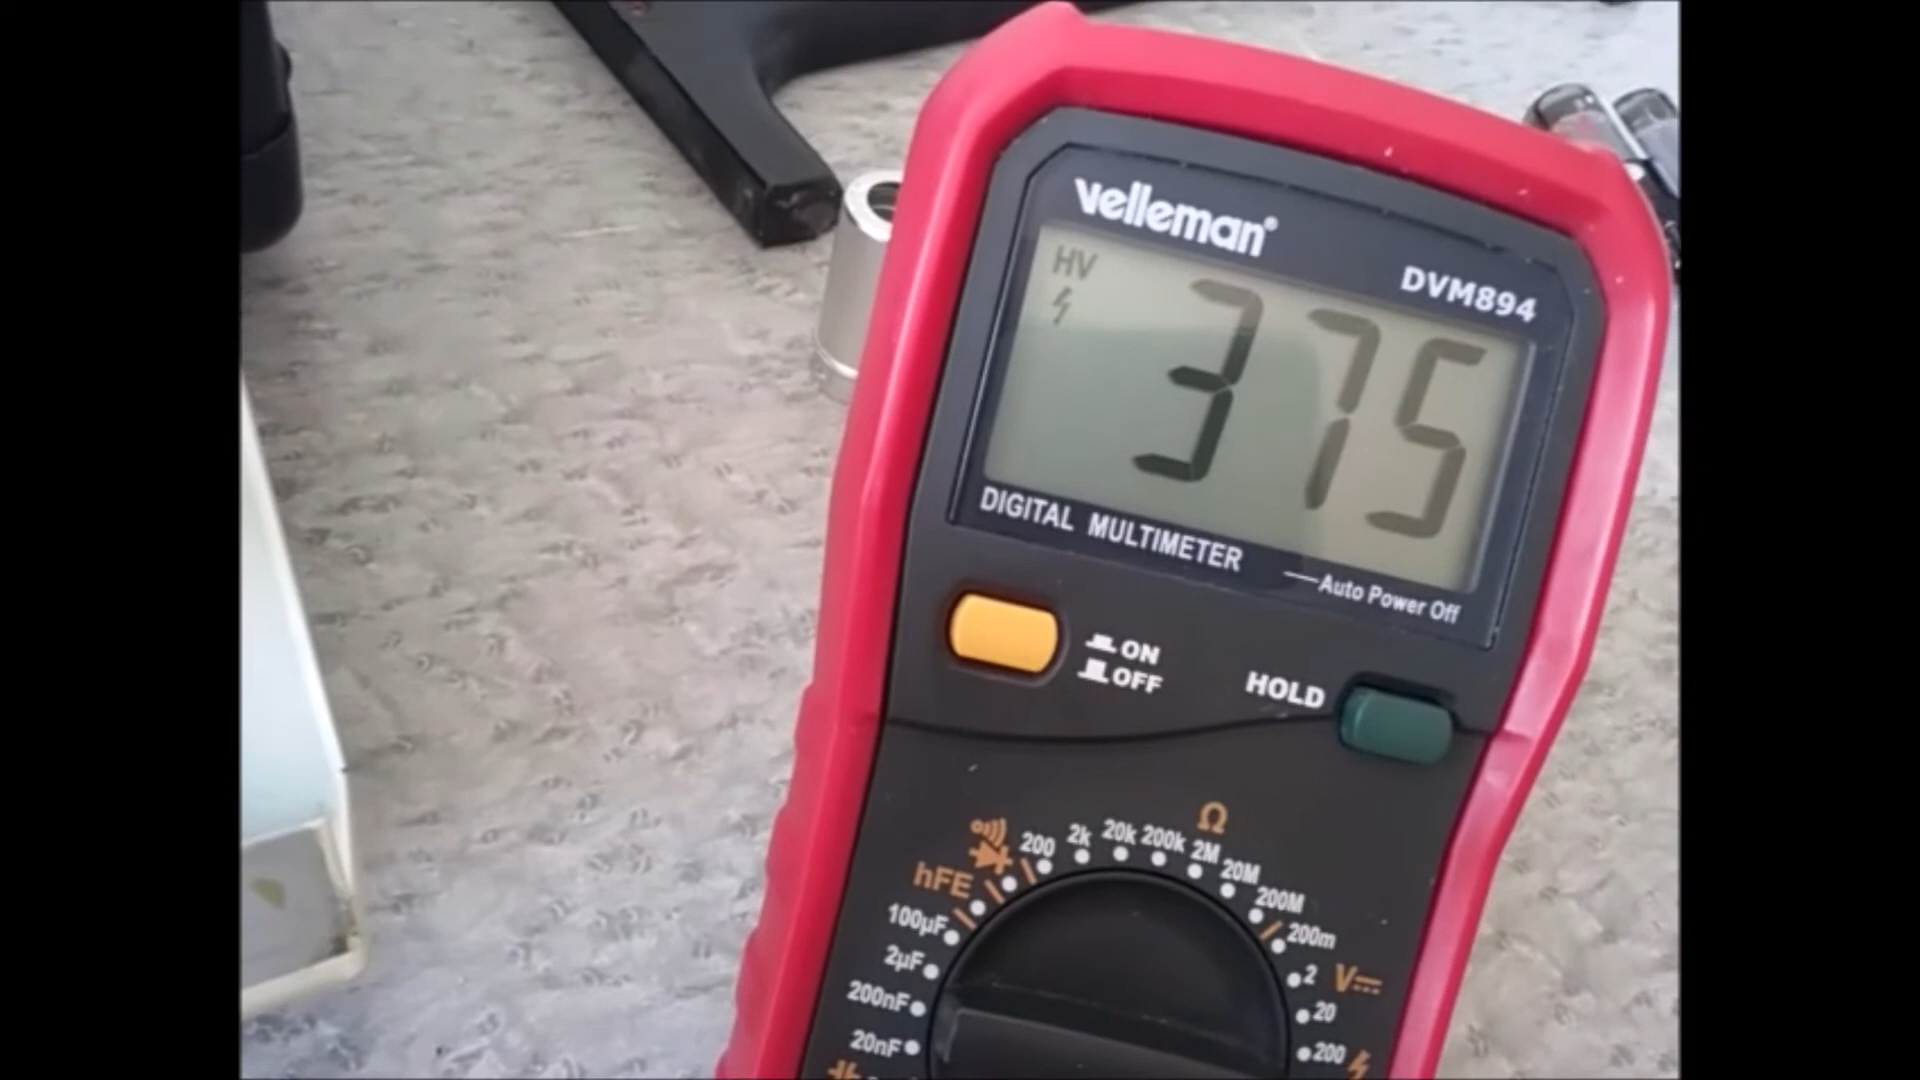 velleman®
DVM894
HV
375
DIGITAL MULTIMETER
Auto Power Off
ON
OFF
HOLD
Ω
200
2k
20k
200k
2M
20M
200M
hFE
100µF
2µF
200nF
20nF
200m
2
V
20
200